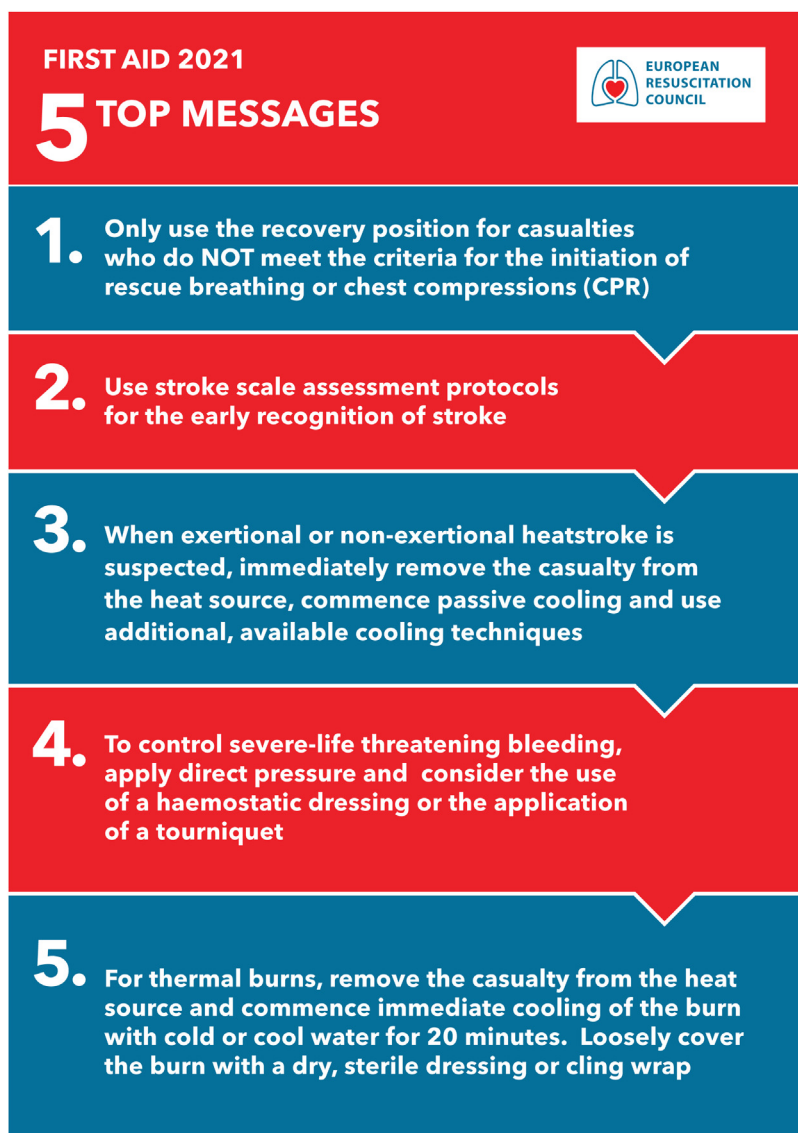 FIRST AID 2021
5 TOP MESSAGES
EUROPEAN
RESUSCITATION
COUNCIL
1. Only use the recovery position for casualties
who do NOT meet the criteria for the initiation of
rescue breathing or chest compressions (CPR)
2. Use stroke scale assessment protocols
for the early recognition of stroke
3. When exertional or non-exertional heatstroke is
suspected, immediately remove the casualty from
the heat source, commence passive cooling and use
additional, available cooling techniques
4. To control severe-life threatening bleeding,
apply direct pressure and  consider the use
of a haemostatic dressing or the application
of a tourniquet
5. For thermal burns, remove the casualty from the heat
source and commence immediate cooling of the burn
with cold or cool water for 20 minutes.  Loosely cover
the burn with a dry, sterile dressing or cling wrap